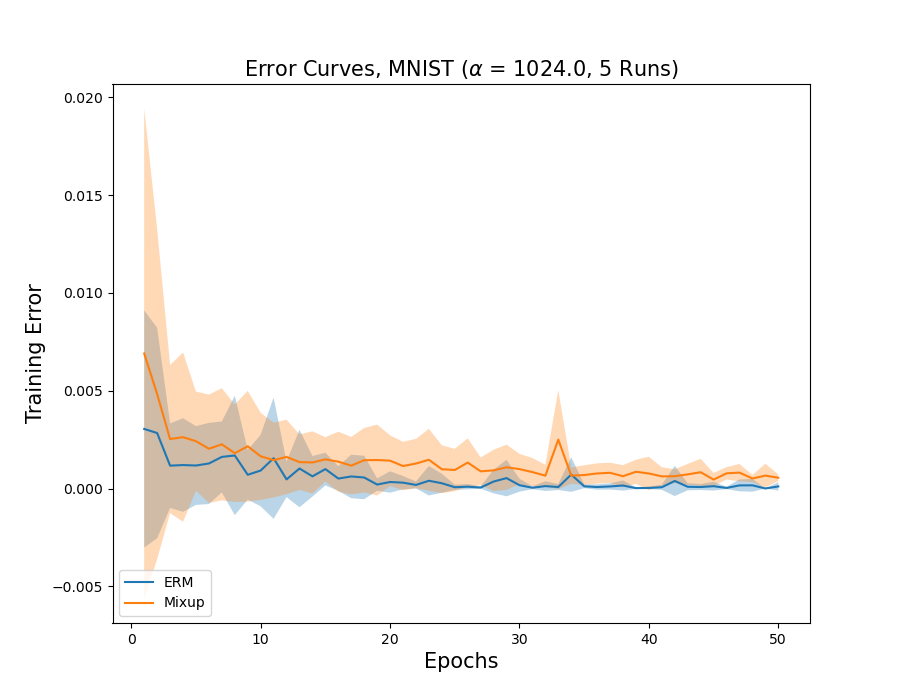 Error Curves, MNIST (α = 1024.0, 5 Runs)
Training Error
0.020
0.015
0.010
0.005
0.000
−0.005
ERM
Mixup
0 10 20 30 40 50
Epochs